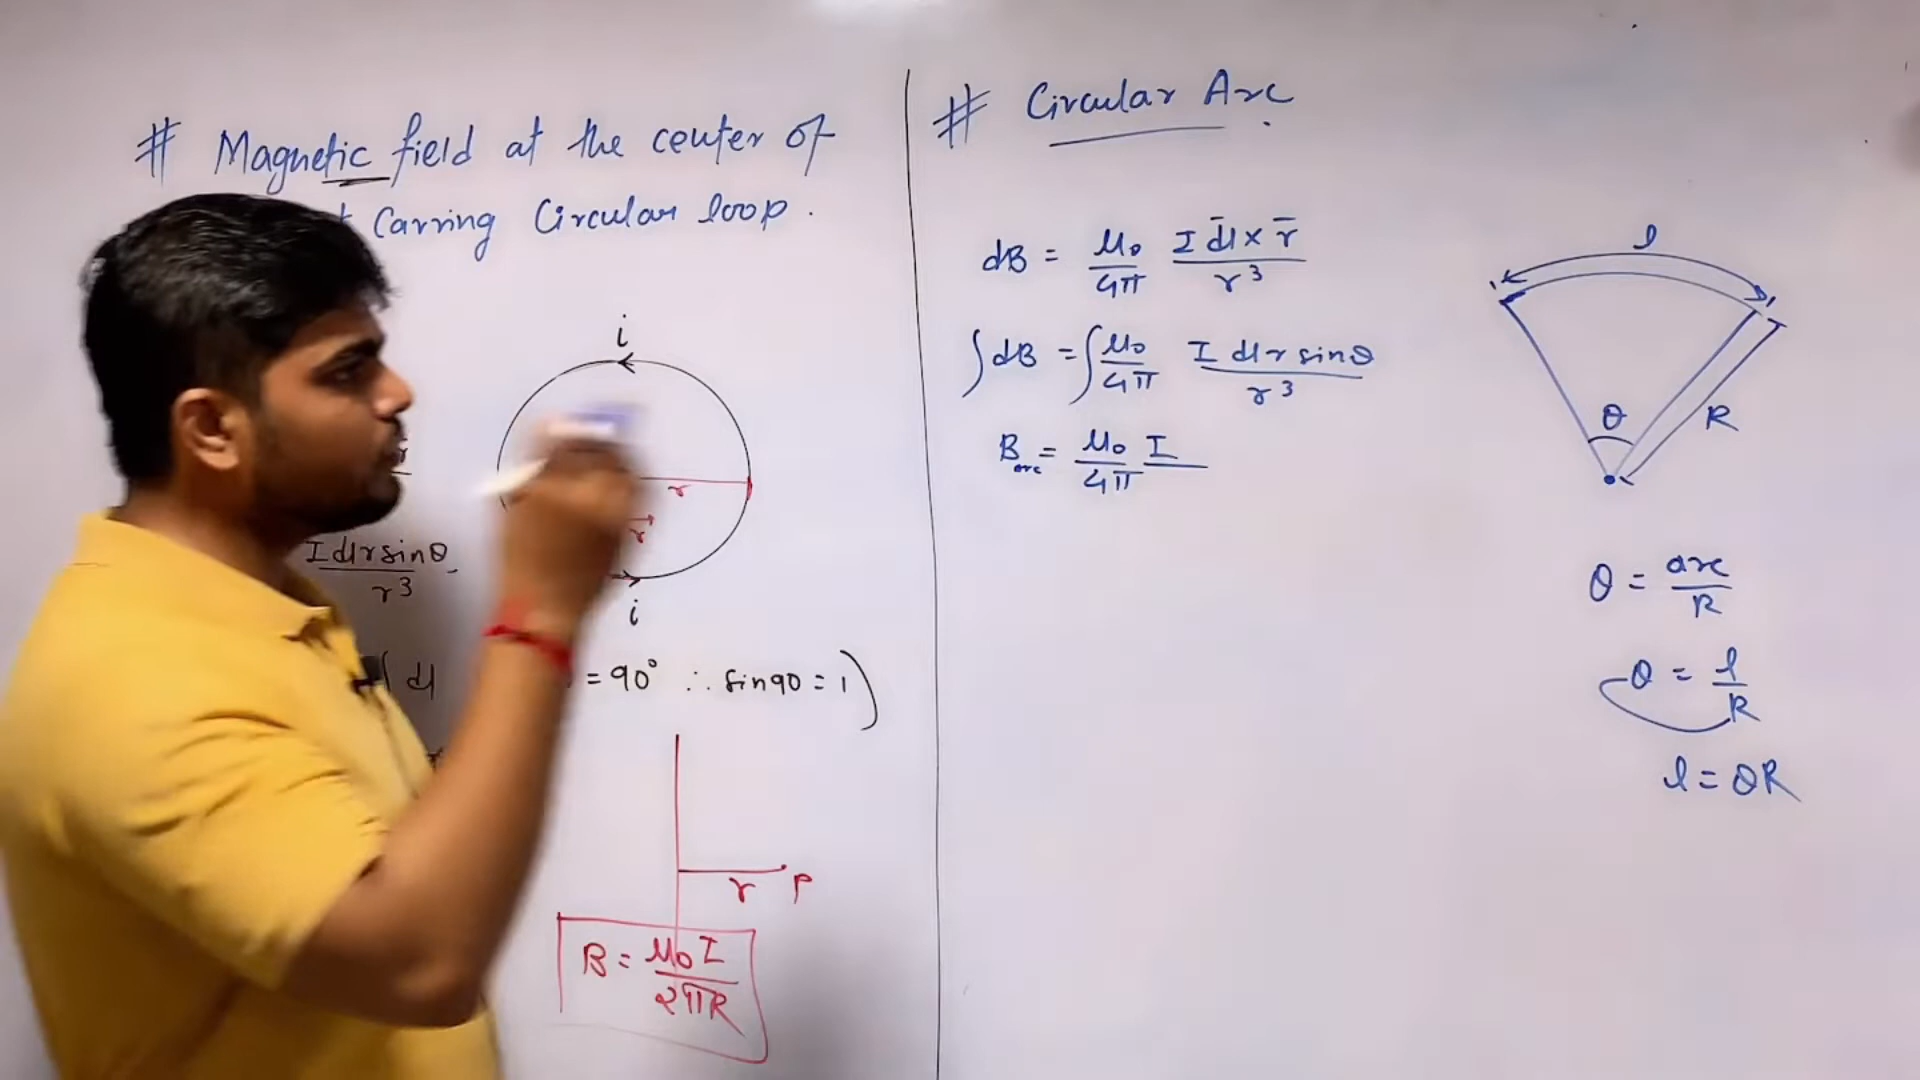 # Magnetic field at the center of
Carring Circular loop.
i
r
r
I dl r sinθ
r³
i
dl
= 90° ∴ sin90 = 1)
r P
B = μ₀ I
2πR
# Circular Arc
dB = μ₀/4π I d̄l × r̄/r³
∫dB = ∫μ₀/4π I dl r sinθ/r³
B_arc = μ₀/4π I
l
θ
R
θ = arc/R
θ = l/R
l = θR